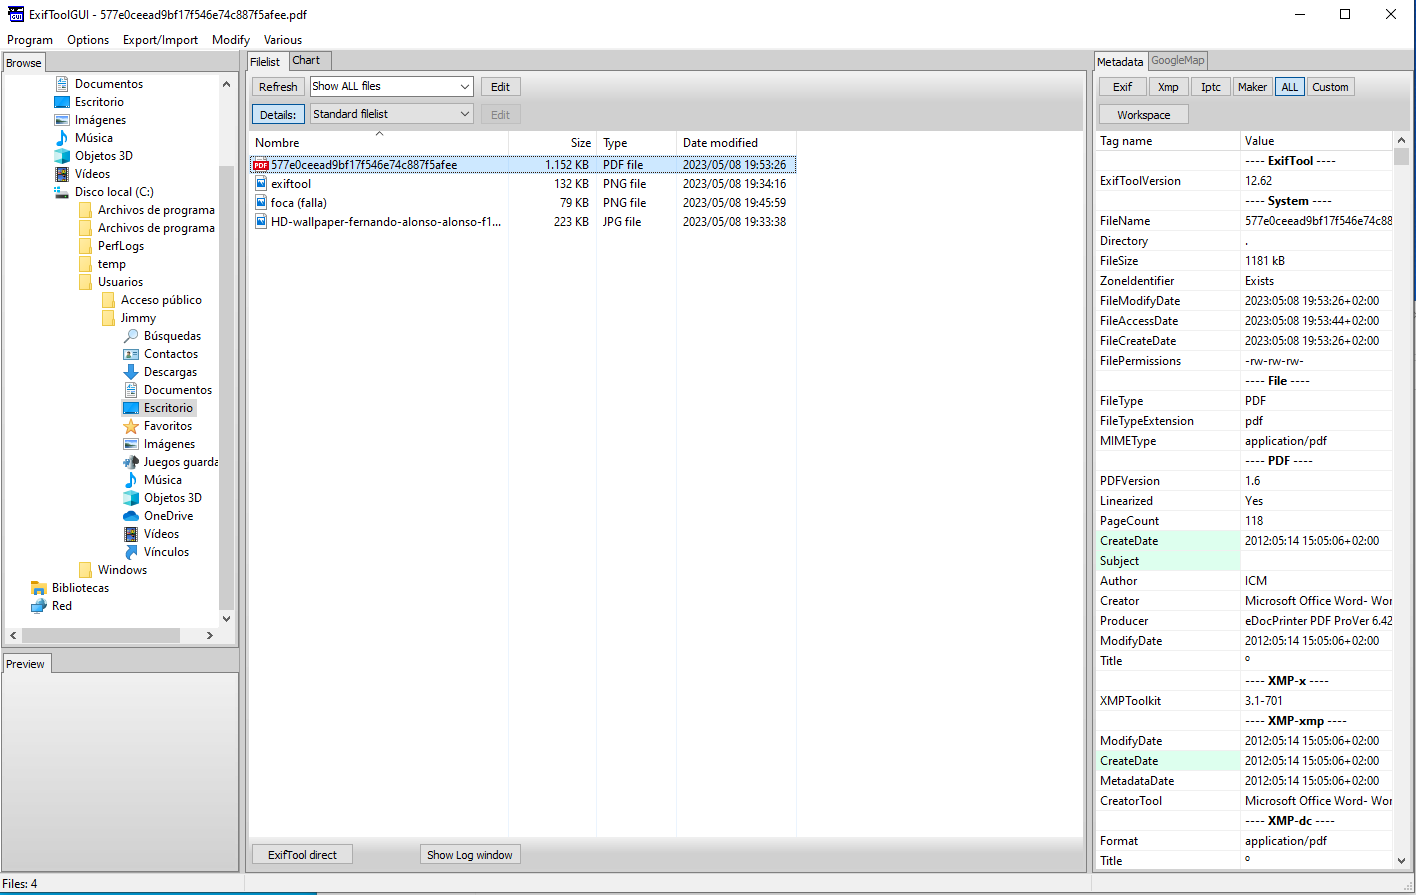 ExifToolGUI - 577e0ceead9bf17f546e74c887f5afee.pdf
Program Options Export/Import Modify Various
Browse
Documentos
Escritorio
Imágenes
Música
Objetos 3D
Vídeos
Disco local (C:)
Archivos de programa
Archivos de programa
PerfLogs
temp
Usuarios
Acceso público
Jimmy
Búsquedas
Contactos
Descargas
Documentos
Escritorio
Favoritos
Imágenes
Juegos guarda
Música
Objetos 3D
OneDrive
Vídeos
Vínculos
Windows
Bibliotecas
Red
Preview
Filelist Chart
Refresh Show ALL files Edit
Details: Standard filelist Edit
Nombre Size Type Date modified
577e0ceead9bf17f546e74c887f5afee 1.152 KB PDF file 2023/05/08 19:53:26
exiftool 132 KB PNG file 2023/05/08 19:34:16
foca (falla) 79 KB PNG file 2023/05/08 19:45:59
HD-wallpaper-fernando-alonso-alonso-f1... 223 KB JPG file 2023/05/08 19:33:38
ExifTool direct Show Log window
Metadata GoogleMap
Exif Xmp Iptc Maker ALL Custom
Workspace
Tag name Value
---- ExifTool ----
ExifToolVersion 12.62
---- System ----
FileName 577e0ceead9bf17f546e74c88
Directory .
FileSize 1181 kB
ZoneIdentifier Exists
FileModifyDate 2023:05:08 19:53:26+02:00
FileAccessDate 2023:05:08 19:53:44+02:00
FileCreateDate 2023:05:08 19:53:26+02:00
FilePermissions -rw-rw-rw-
---- File ----
FileType PDF
FileTypeExtension pdf
MIMEType application/pdf
---- PDF ----
PDFVersion 1.6
Linearized Yes
PageCount 118
CreateDate 2012:05:14 15:05:06+02:00
Subject
Author ICM
Creator Microsoft Office Word- Wor
Producer eDocPrinter PDF ProVer 6.42
ModifyDate 2012:05:14 15:05:06+02:00
Title º
---- XMP-x ----
XMPToolkit 3.1-701
---- XMP-xmp ----
ModifyDate 2012:05:14 15:05:06+02:00
CreateDate 2012:05:14 15:05:06+02:00
MetadataDate 2012:05:14 15:05:06+02:00
CreatorTool Microsoft Office Word- Wor
---- XMP-dc ----
Format application/pdf
Title º
Files: 4